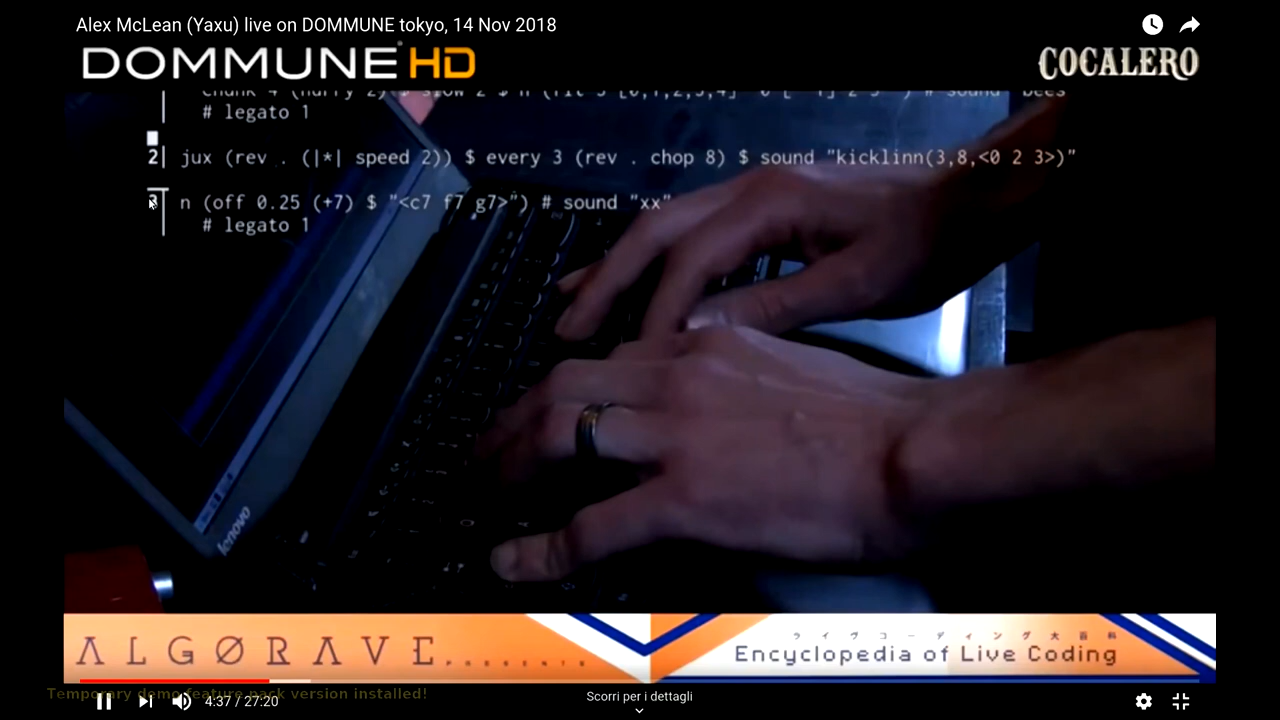 Alex McLean (Yaxu) live on DOMMUNE tokyo, 14 Nov 2018
DOMMUNE HD
COCALERO
# legato 1
2| jux (rev . (|*| speed 2)) $ every 3 (rev . chop 8) $ sound "kicklinn(3,8,<0 2 3>)"
n (off 0.25 (+7) $ "<c7 f7 g7>") # sound "xx"
# legato 1
lenovo
ALGØRAVE PRESENTS
ライヴコーディング大百科
Encyclopedia of Live Coding
Temporary demo feature pack version installed!
4:37 / 27:20
Scorri per i dettagli